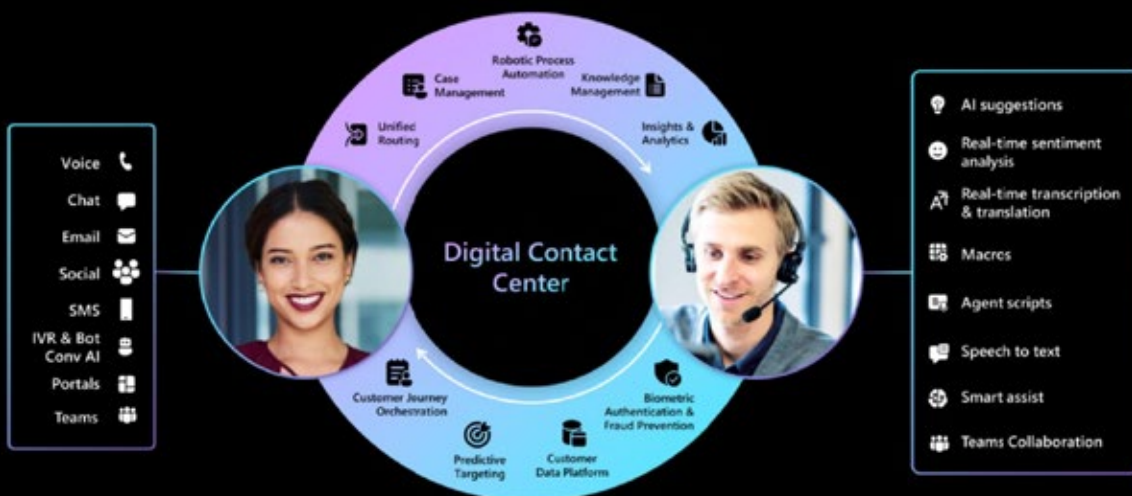 Voice
Chat
Email
Social
SMS
IVR & Bot
Conv AI
Portals
Teams
Robotic Process
Automation
Case
Management
Knowledge
Management
Unified
Routing
Insights &
Analytics
Digital Contact
Center
Customer Journey
Orchestration
Predictive
Targeting
Customer
Data Platform
Biometric
Authentication &
Fraud Prevention
AI suggestions
Real-time sentiment
analysis
Real-time transcription
& translation
Macros
Agent scripts
Speech to text
Smart assist
Teams Collaboration